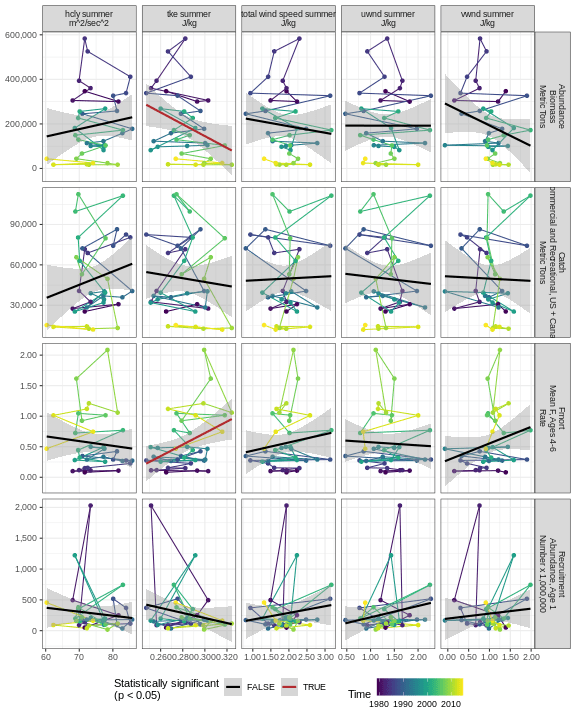 hcly summer
m^2/sec^2
tke summer
J/kg
total wind speed summer
J/kg
uwnd summer
J/kg
vwnd summer
J/kg
600,000
400,000
200,000
0
Abundance
Biomass
Metric Tons
90,000
60,000
30,000
Catch
ommercial and Recreational, US + Cana
Metric Tons
2.00
1.50
1.00
0.50
0.00
Fmort
Mean F, Ages 4-6
Rate
2,000
1,500
1,000
500
0
Recruitment
Abundance, Age 1
Number x 1,000,000
60 70 80
0.260 0.280 0.300 0.320
1.00 1.50 2.00 2.50 3.00
0.50 1.00 1.50 2.00
0.00 0.50 1.00 1.50 2.00
Statistically significant
(p < 0.05)
FALSE
TRUE
Time
1980 1990 2000 2010